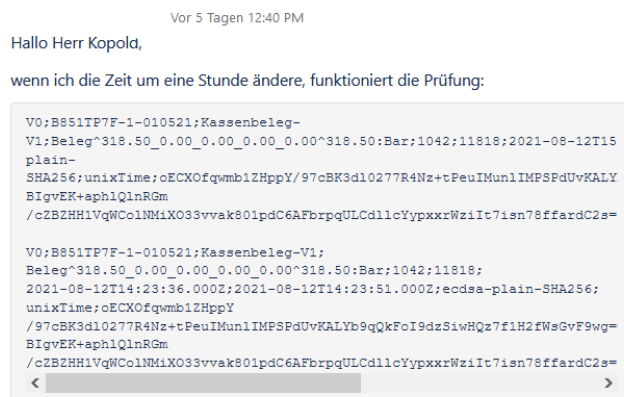 Vor 5 Tagen 12:40 PM
Hallo Herr Kopold,
wenn ich die Zeit um eine Stunde ändere, funktioniert die Prüfung:
V0;B851TP7F-1-010521;Kassenbeleg-
V1;Beleg^318.50_0.00_0.00_0.00_0.00^318.50:Bar;1042;11818;2021-08-12T15
plain-
SHA256;unixTime;oECXOfqwmb1ZHppY/97cBK3dl0277R4Nz+tPeuIMunlIMPSPdUvKALY
BIgvEK+aphlQlnRGm
/cZBZHH1VqWColNMiXO33vvak801pdC6AFbrpqULCdllcYypxxrWziIt7isn78ffardC2s=
V0;B851TP7F-1-010521;Kassenbeleg-V1;
Beleg^318.50_0.00_0.00_0.00_0.00^318.50:Bar;1042;11818;
2021-08-12T14:23:36.000Z;2021-08-12T14:23:51.000Z;ecdsa-plain-SHA256;
unixTime;oECXOfqwmb1ZHppY
/97cBK3dl0277R4Nz+tPeuIMunlIMPSPdUvKALYb9qQkFoI9dzSiwHQz7f1H2fWsGvF9wg=
BIgvEK+aphlQlnRGm
/cZBZHH1VqWColNMiXO33vvak801pdC6AFbrpqULCdllcYypxxrWziIt7isn78ffardC2s=